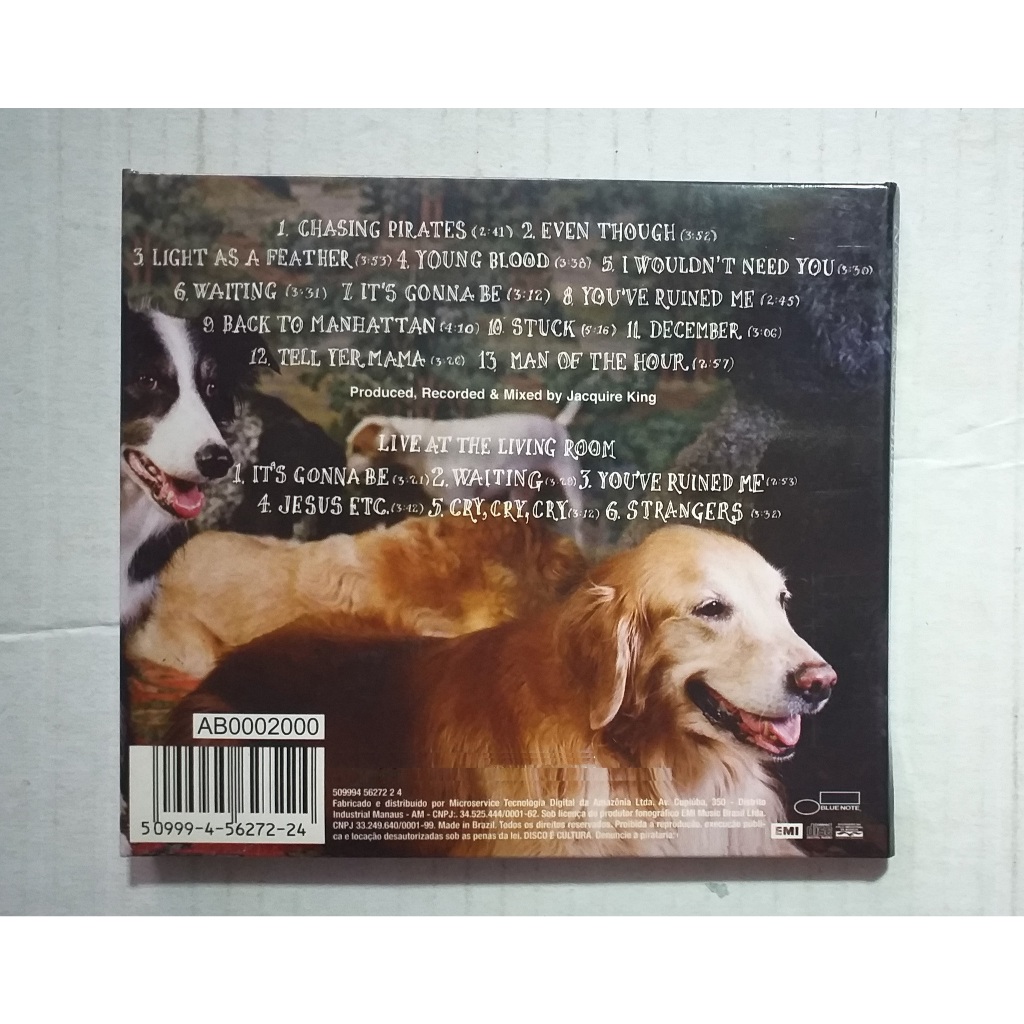 1. CHASING PIRATES (2:41) 2. EVEN THOUGH (3:52)
3. LIGHT AS A FEATHER (3:53) 4. YOUNG BLOOD (3:38) 5. I WOULDN'T NEED YOU (3:30)
6. WAITING (3:31) 7. IT'S GONNA BE (3:12) 8. YOU'VE RUINED ME (2:45)
9. BACK TO MANHATTAN (4:10) 10. STUCK (5:16) 11. DECEMBER (3:06)
12. TELL YER MAMA (3:26) 13. MAN OF THE HOUR (2:57)
Produced, Recorded & Mixed by Jacquire King
LIVE AT THE LIVING ROOM
1. IT'S GONNA BE (3:21) 2. WAITING (3:28) 3. YOU'VE RUINED ME (2:53)
4. JESUS ETC. (3:42) 5. CRY, CRY, CRY (3:12) 6. STRANGERS (3:32)
AB0002000
5 0999-4-56272-24
509994 56272 2 4
Fabricado e distribuido por Microservice Tecnologia Digital da Amazônia Ltda. Av. Cupiúba, 350 - Distrito
Industrial Manaus - AM - CNPJ:. 34.525.444/0001-62. Sob licença do produtor fonográfico EMI Music Brasil Ltda.
CNPJ 33.249.640/0001-99. Made in Brazil. Todos os direitos reservados. Proibida a reprodução, execução públi-
ca e locação desautorizadas sob as penas da lei. DISCO É CULTURA. Denuncie a pirataria:
BLUE NOTE
EMI